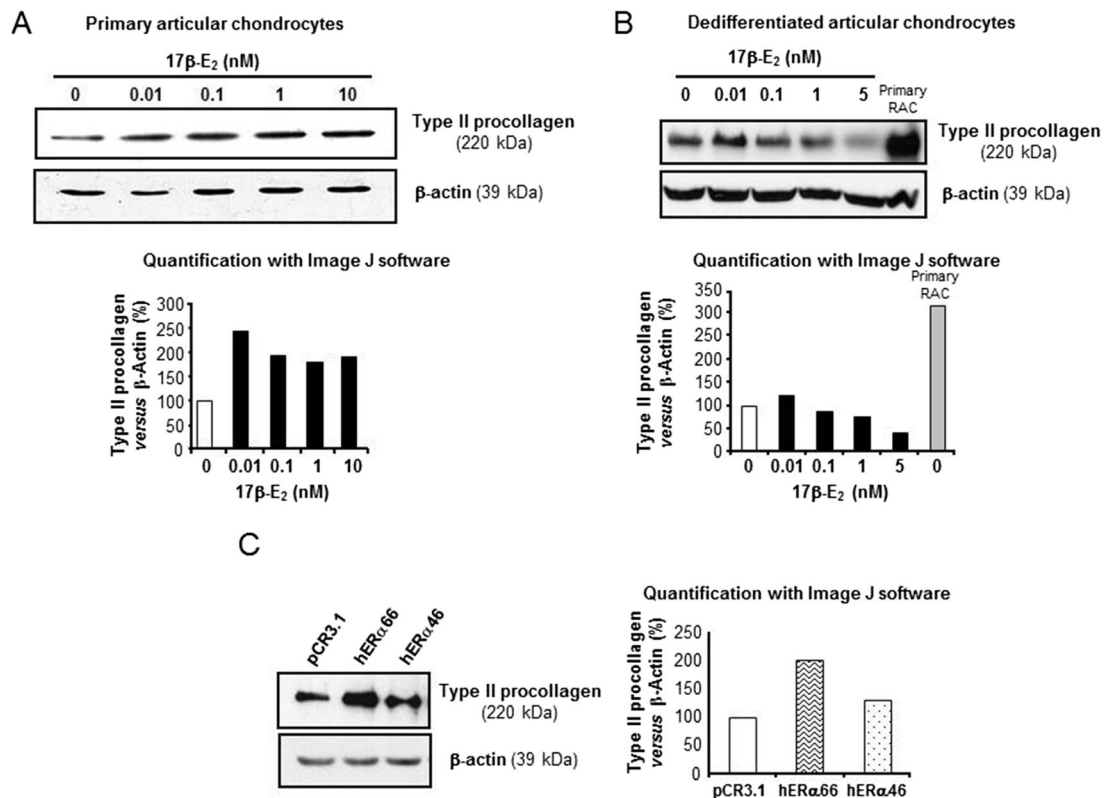 A
Primary articular chondrocytes
17β-E2 (nM)
0 0.01 0.1 1 10
Type II procollagen
(220 kDa)
β-actin (39 kDa)
Quantification with Image J software
Type II procollagen
versus β-Actin (%)
300
250
200
150
100
50
0
0 0.01 0.1 1 10
17β-E2 (nM)
B
Dedifferentiated articular chondrocytes
17β-E2 (nM)
0 0.01 0.1 1 5
Primary
RAC
Type II procollagen
(220 kDa)
β-actin (39 kDa)
Quantification with Image J software
Primary
RAC
Type II procollagen
versus β-Actin (%)
350
300
250
200
150
100
50
0
0 0.01 0.1 1 5 0
17β-E2 (nM)
C
pCR3.1
hERα66
hERα46
Type II procollagen
(220 kDa)
β-actin (39 kDa)
Quantification with Image J software
Type II procollagen
versus β-Actin (%)
250
200
150
100
50
0
pCR3.1 hERα66 hERα46